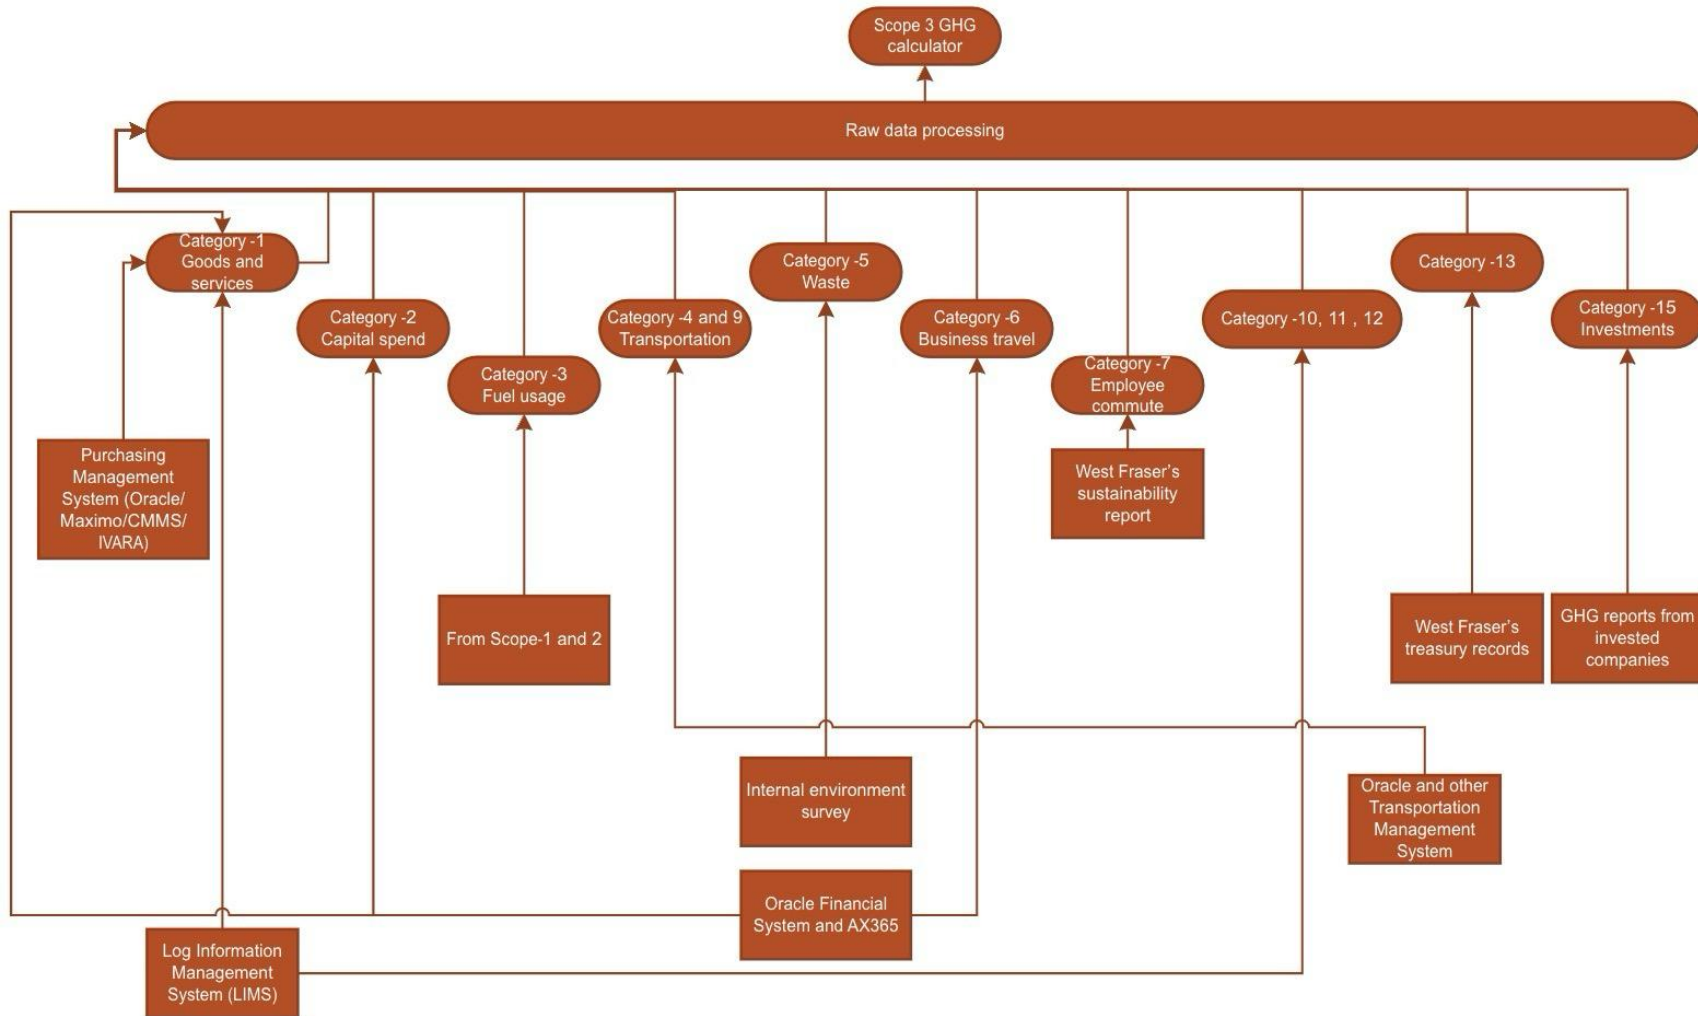 Scope 3 GHG
calculator
Raw data processing
Category -1
Goods and
services
Category -2
Capital spend
Category -3
Fuel usage
Category -4 and 9
Transportation
Category -5
Waste
Category -6
Business travel
Category -7
Employee
commute
Category -10, 11 , 12
Category -13
Category -15
Investments
Purchasing
Management
System (Oracle/
Maximo/CMMS/
IVARA)
West Fraser's
sustainability
report
From Scope-1 and 2
West Fraser's
treasury records
GHG reports from
invested
companies
Internal environment
survey
Oracle and other
Transportation
Management
System
Oracle Financial
System and AX365
Log Information
Management
System (LIMS)